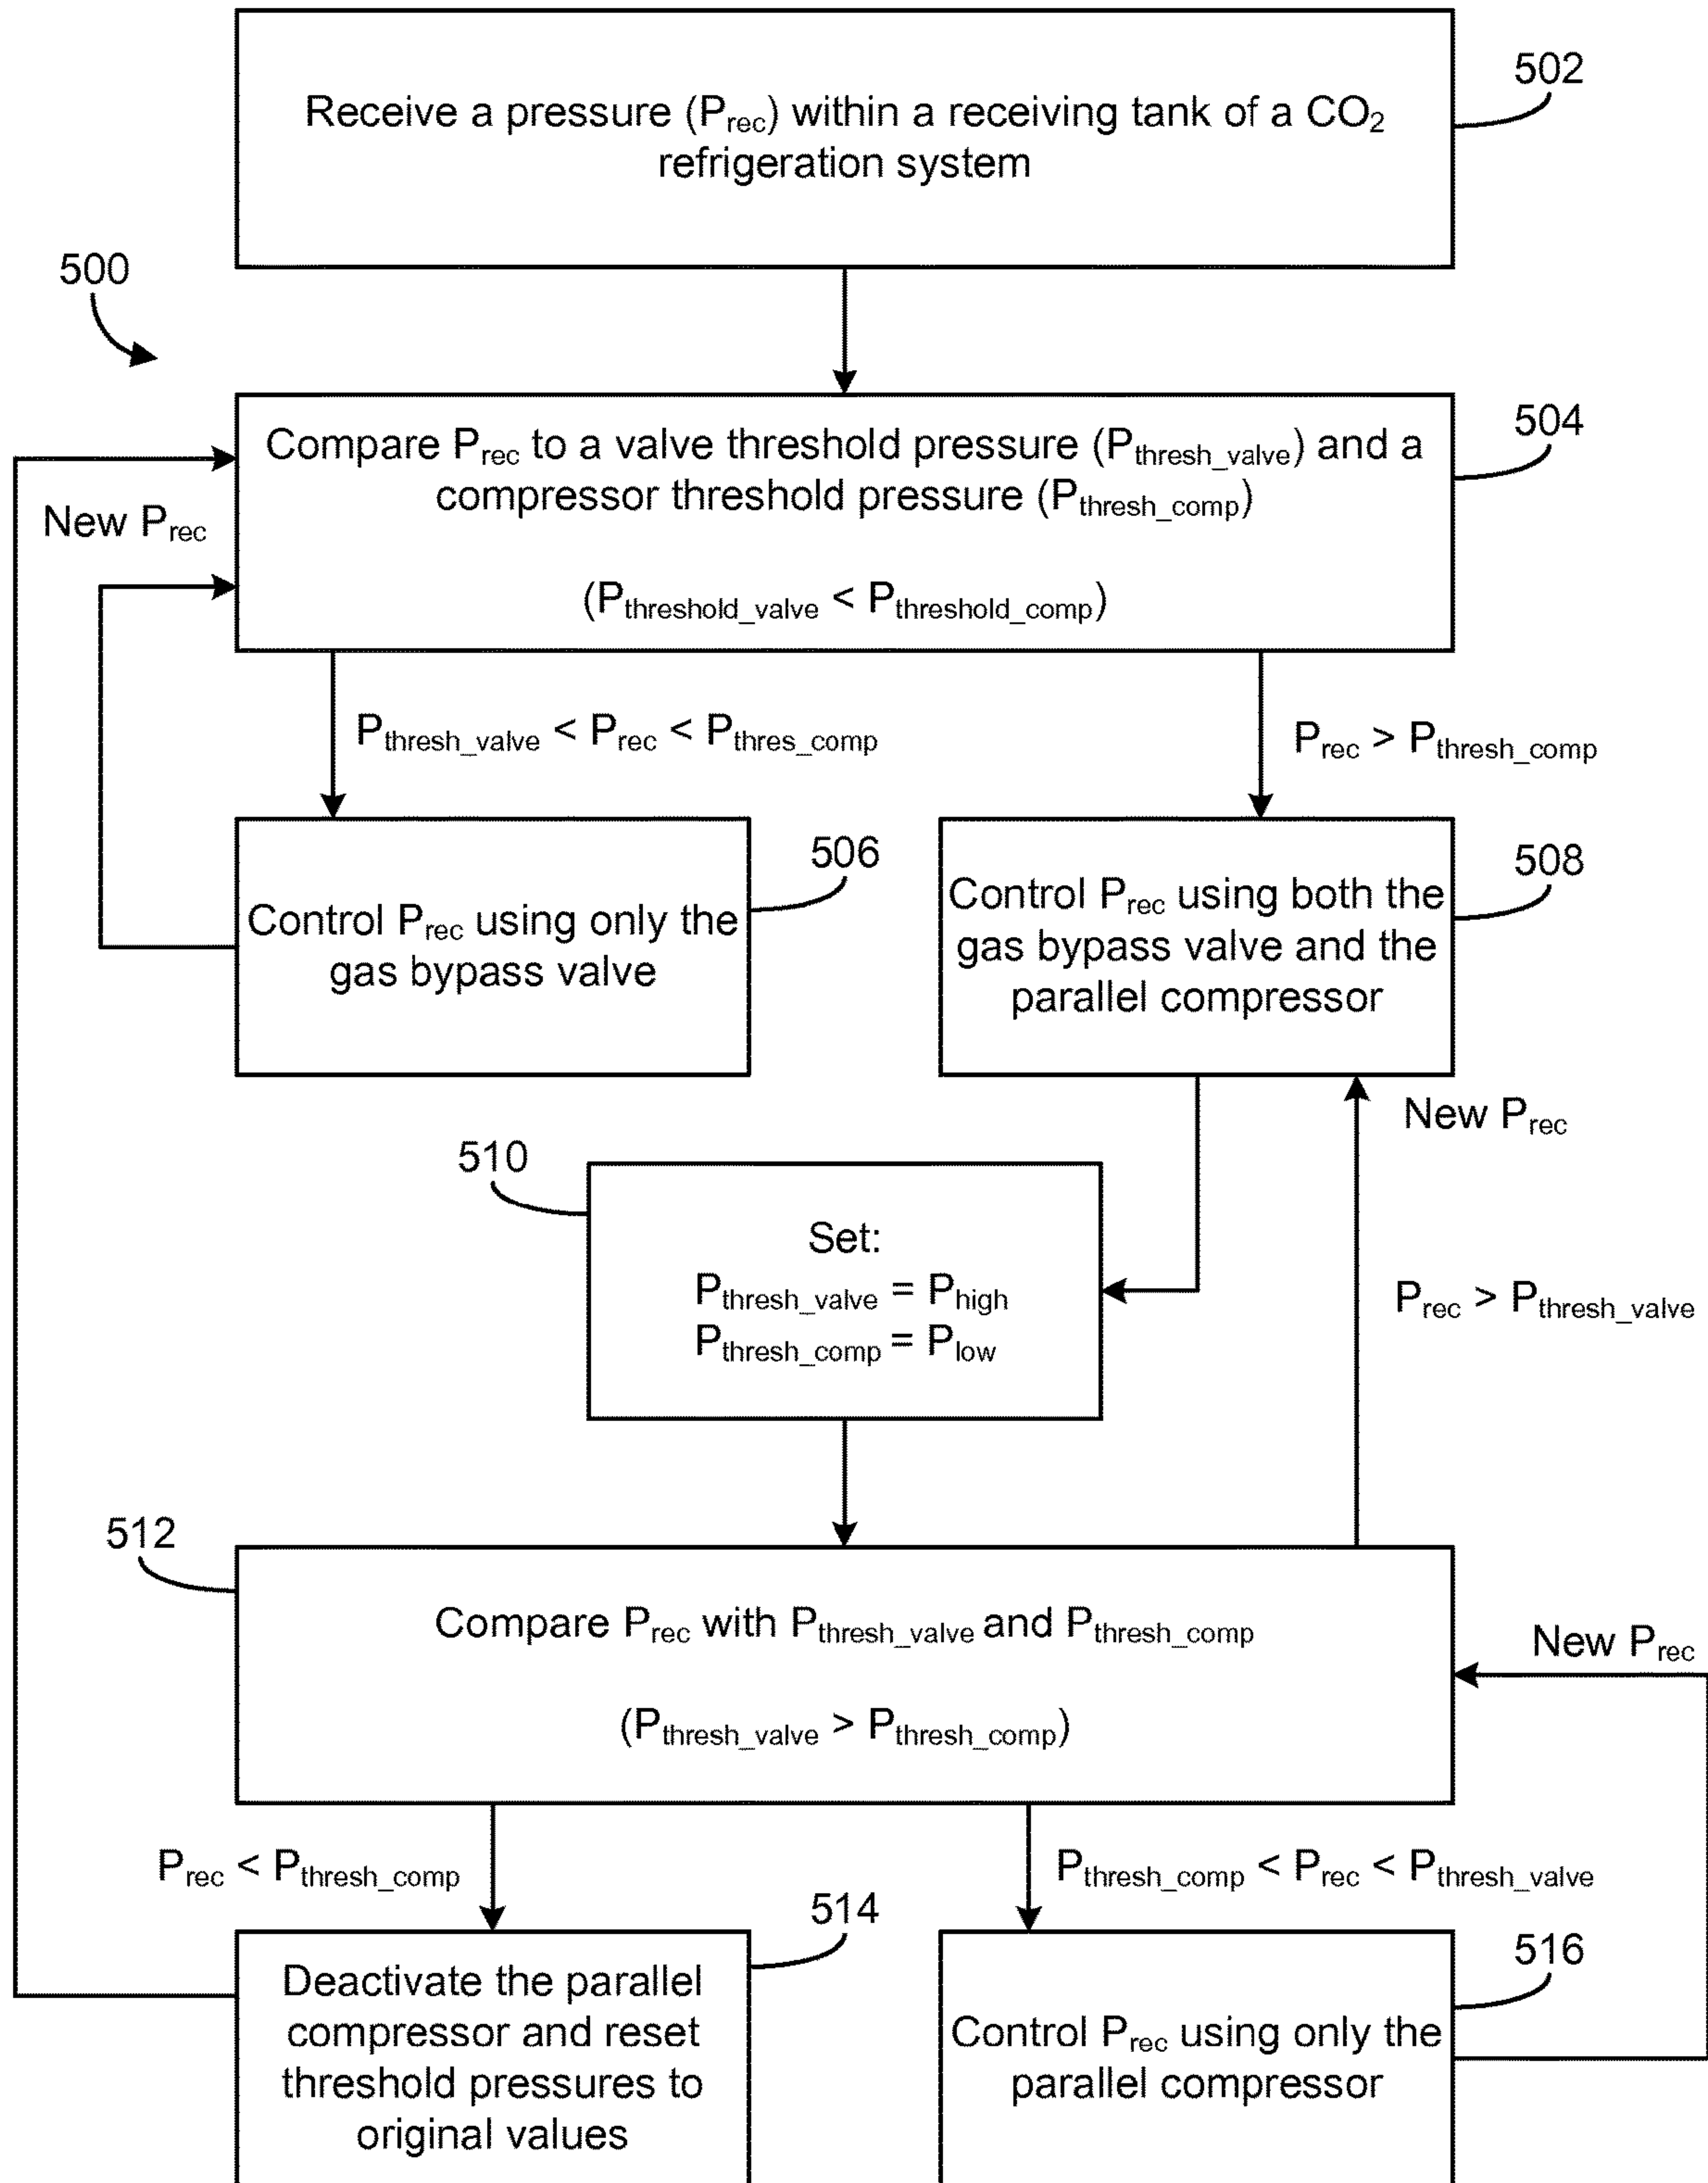 Receive a pressure (Prec) within a receiving tank of a CO2
refrigeration system
502
500
Compare Prec to a valve threshold pressure (Pthresh_valve) and a
compressor threshold pressure (Pthresh_comp)
(Pthreshold_valve < Pthreshold_comp)
504
New Prec
Pthresh_valve < Prec < Pthres_comp
Prec > Pthresh_comp
Control Prec using only the
gas bypass valve
506
Control Prec using both the
gas bypass valve and the
parallel compressor
508
New Prec
510
Set:
Pthresh_valve = Phigh
Pthresh_comp = Plow
Prec > Pthresh_valve
512
Compare Prec with Pthresh_valve and Pthresh_comp
(Pthresh_valve > Pthresh_comp)
New Prec
Prec < Pthresh_comp
Pthresh_comp < Prec < Pthresh_valve
Deactivate the parallel
compressor and reset
threshold pressures to
original values
514
Control Prec using only the
parallel compressor
516